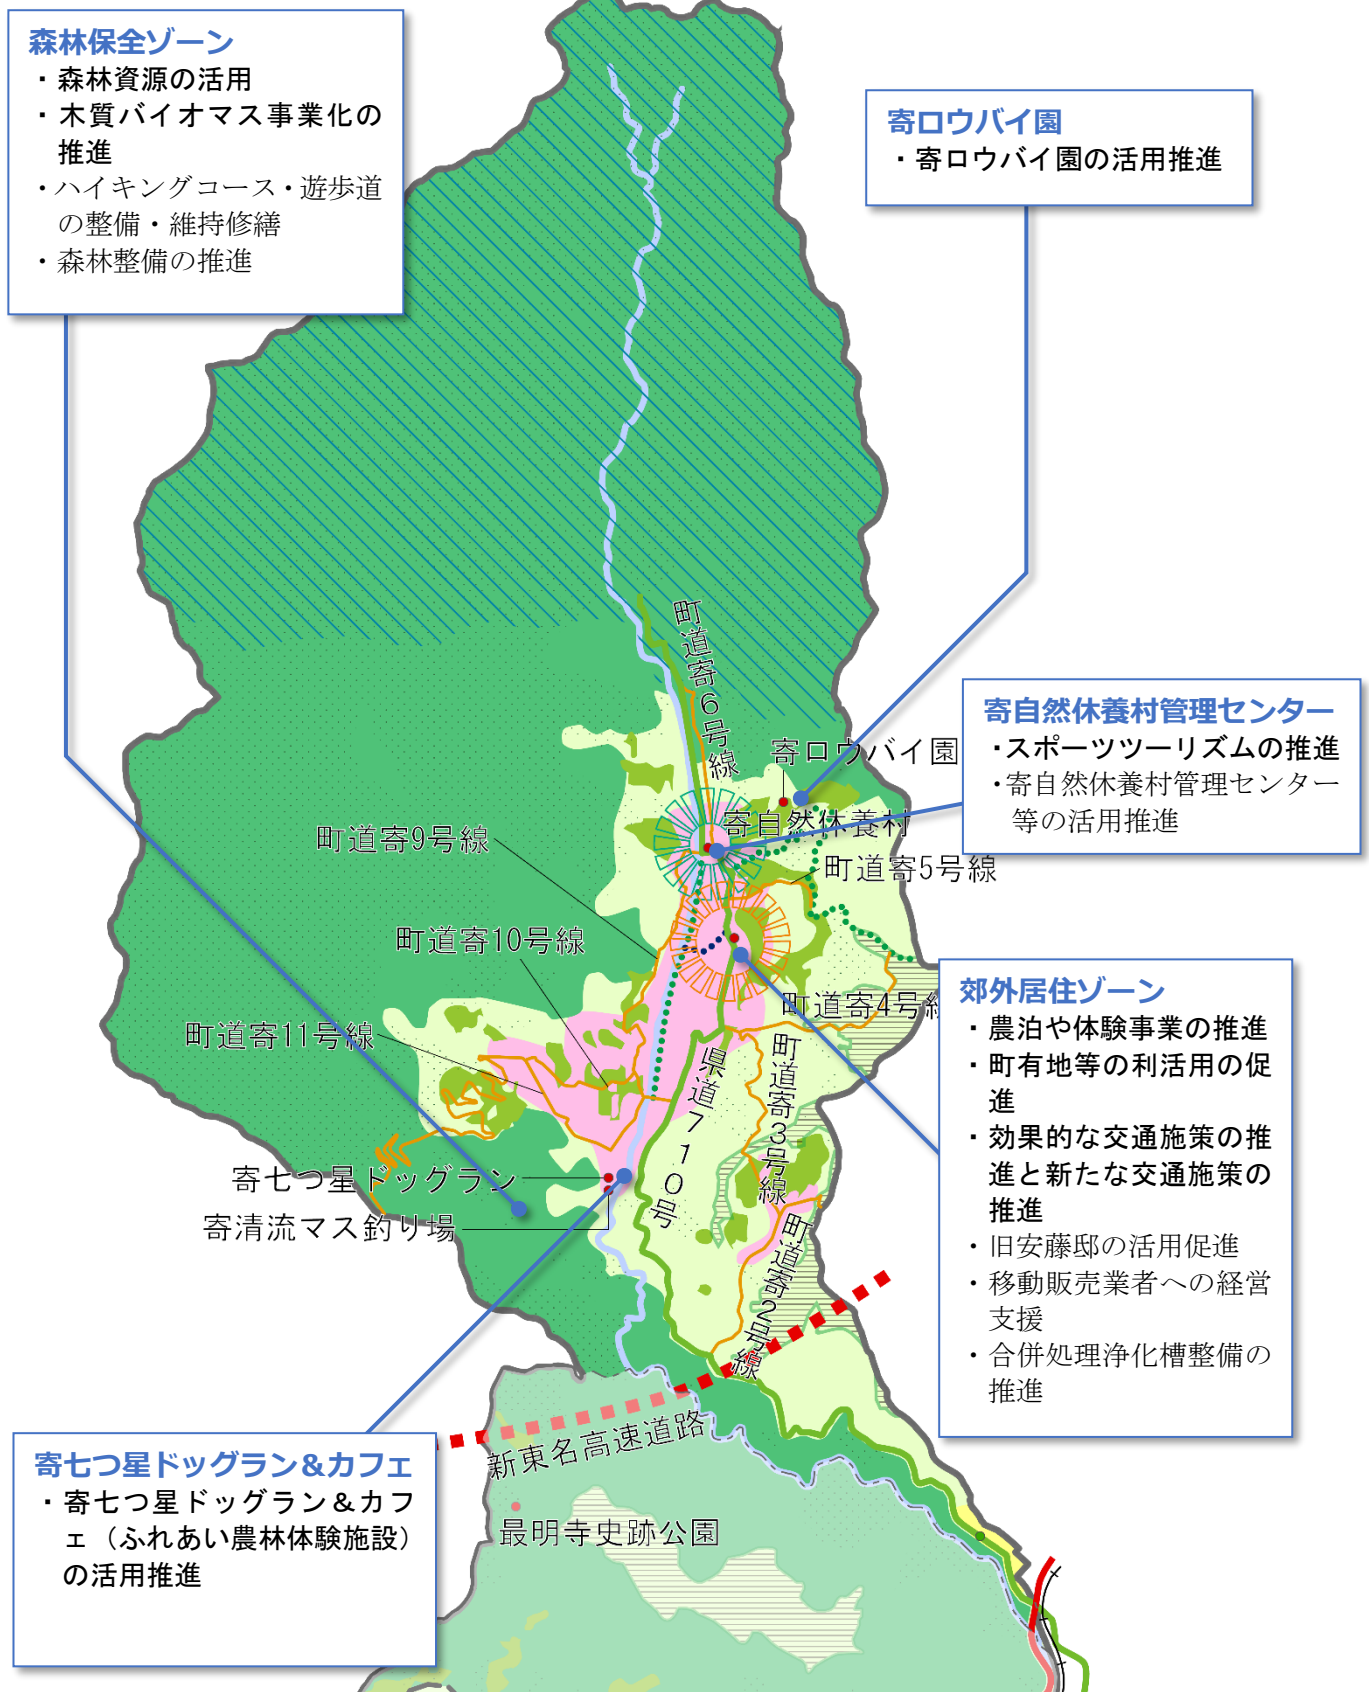 森林保全ゾーン
・森林資源の活用
・木質バイオマス事業化の
推進
・ハイキングコース・遊歩道
の整備・維持修繕
・森林整備の推進
寄ロウバイ園
・寄ロウバイ園の活用推進
町道寄6号線
寄ロウバイ園
寄自然休養村管理センター
・スポーツツーリズムの推進
・寄自然休養村管理センター
等の活用推進
寄自然休養村
町道寄9号線
町道寄5号線
町道寄10号線
町道寄4号線
町道寄11号線
郊外居住ゾーン
・農泊や体験事業の推進
・町有地等の利活用の促
進
・効果的な交通施策の推
進と新たな交通施策の
推進
・旧安藤邸の活用促進
・移動販売業者への経営
支援
・合併処理浄化槽整備の
推進
県道710号
町道寄3号線
町道寄2号線
寄七つ星ドッグラン
寄清流マス釣り場
新東名高速道路
最明寺史跡公園
寄七つ星ドッグラン＆カフェ
・寄七つ星ドッグラン＆カフ
ェ（ふれあい農林体験施設）
の活用推進